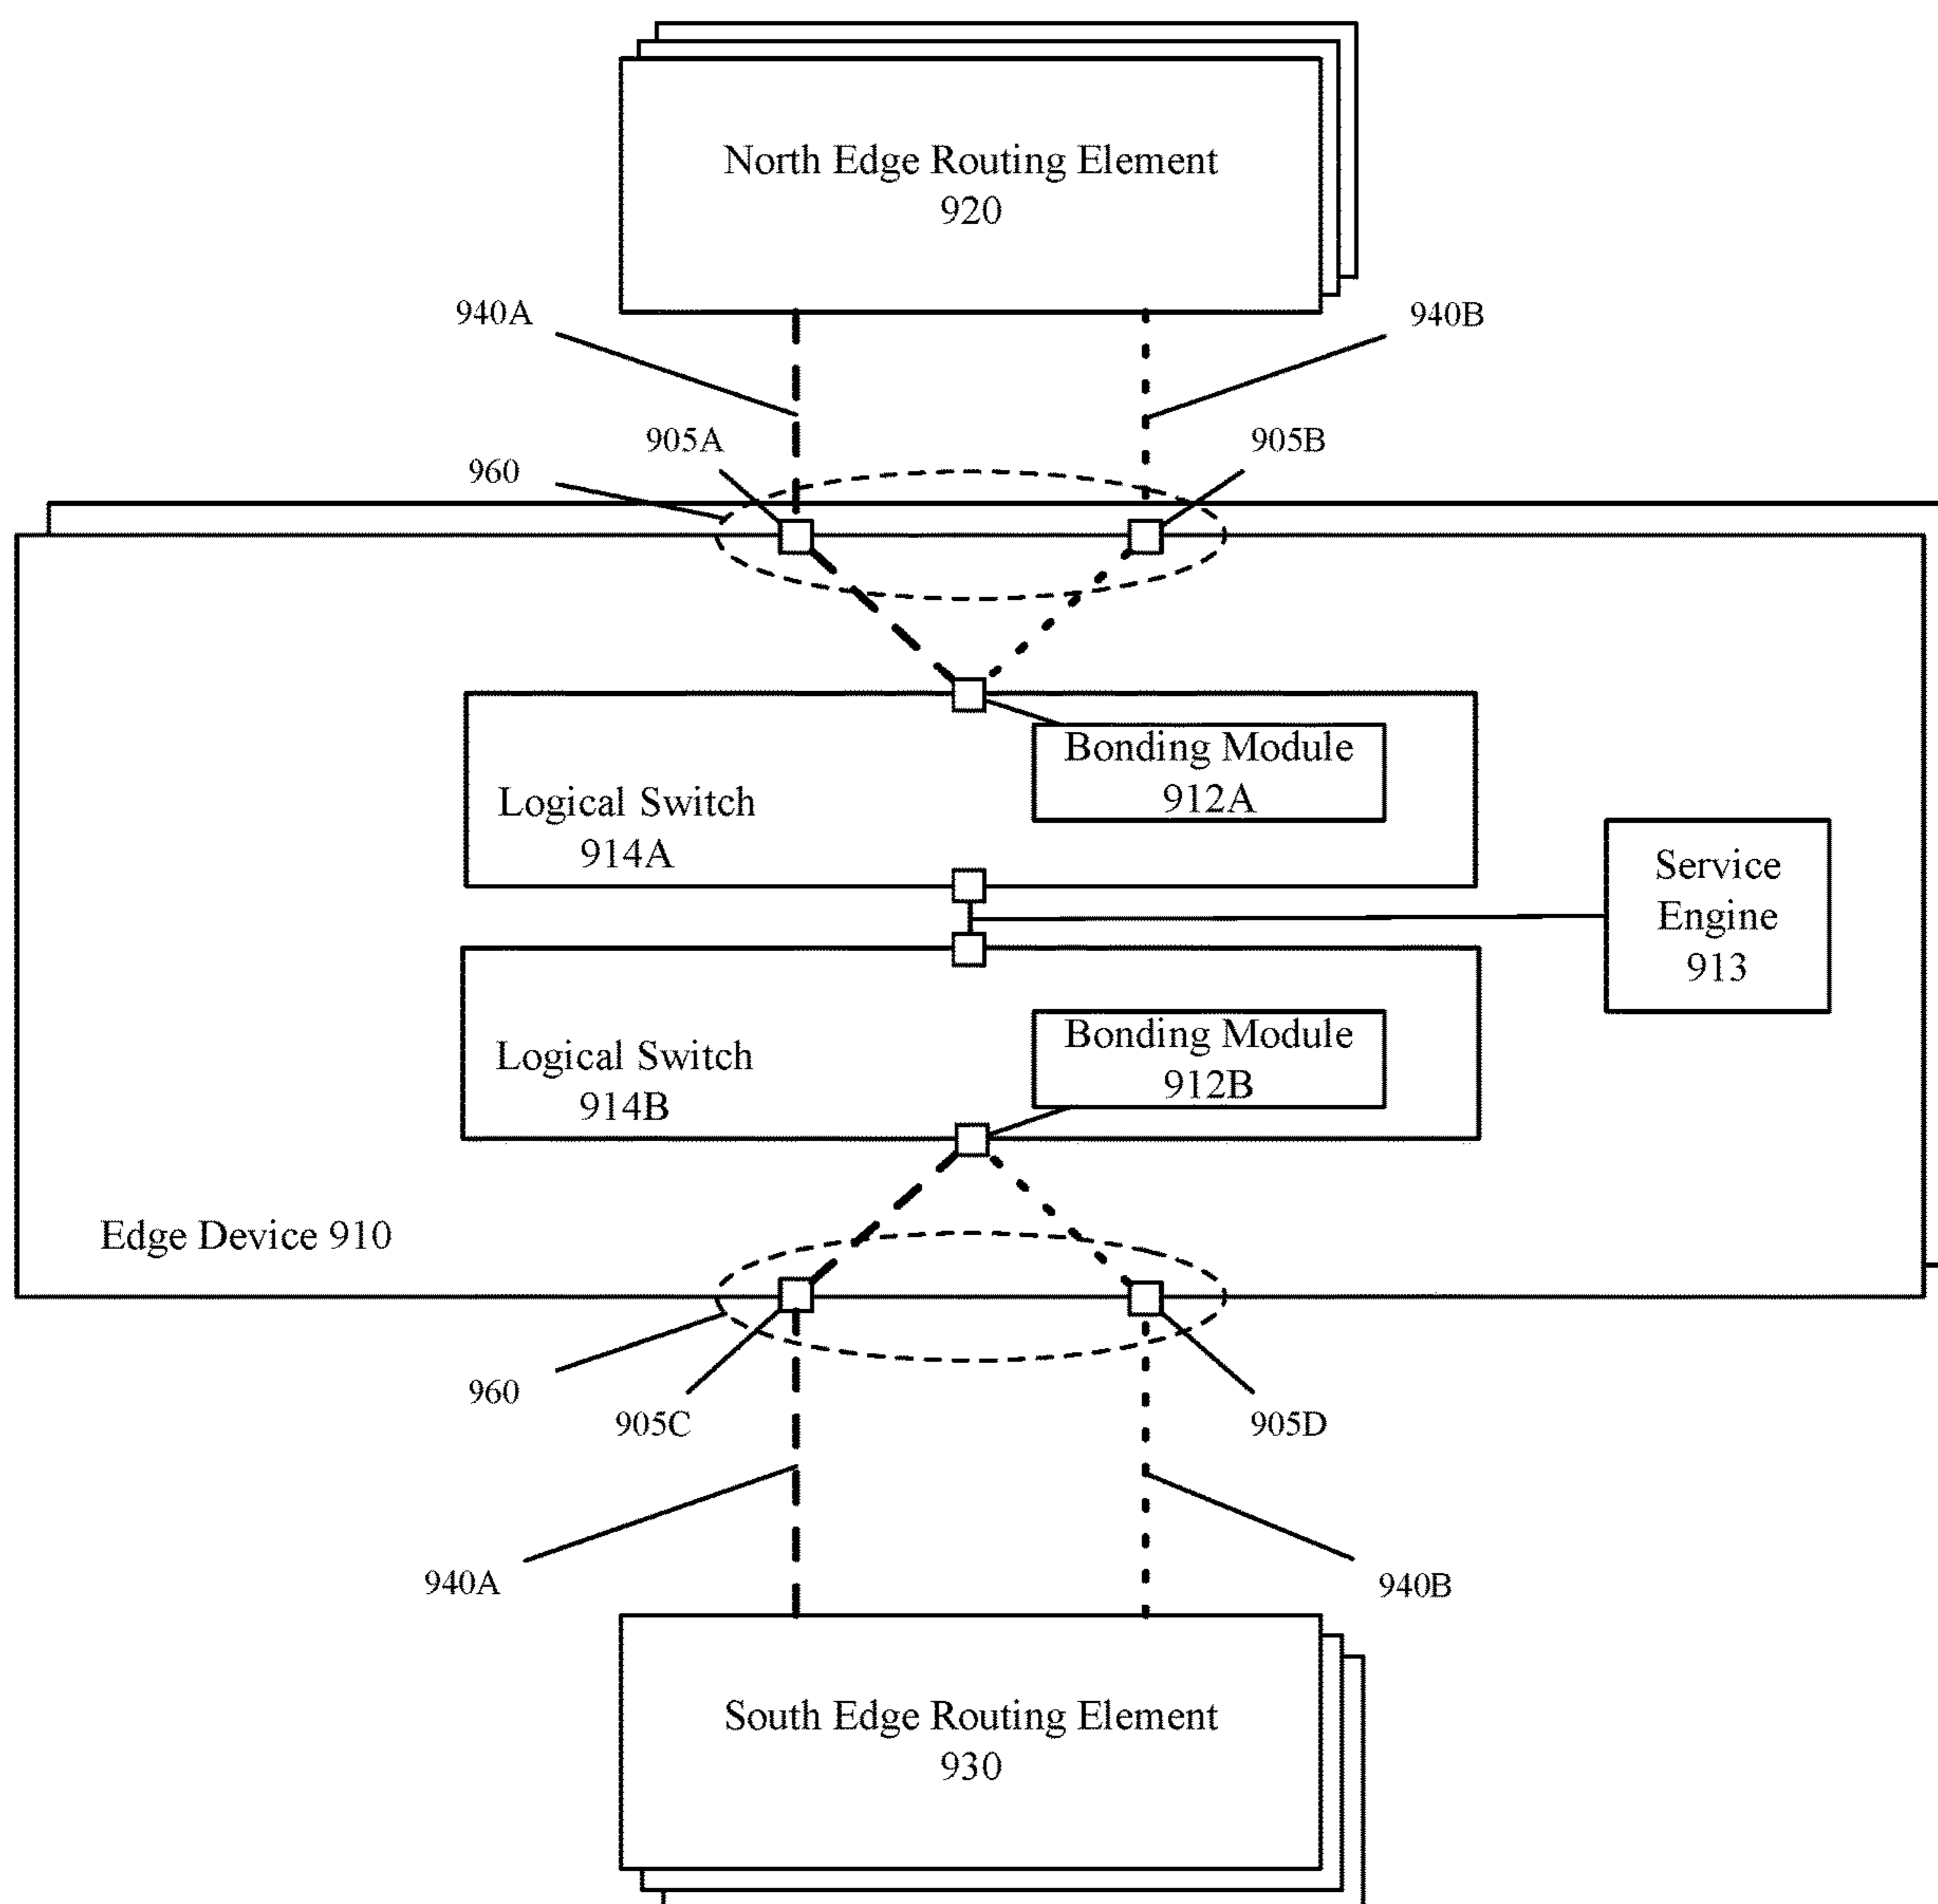 North Edge Routing Element
920
940A
940B
905A
905B
960
Bonding Module
912A
Logical Switch
914A
Service
Engine
913
Bonding Module
912B
Logical Switch
914B
Edge Device 910
960
905C
905D
940A
940B
South Edge Routing Element
930